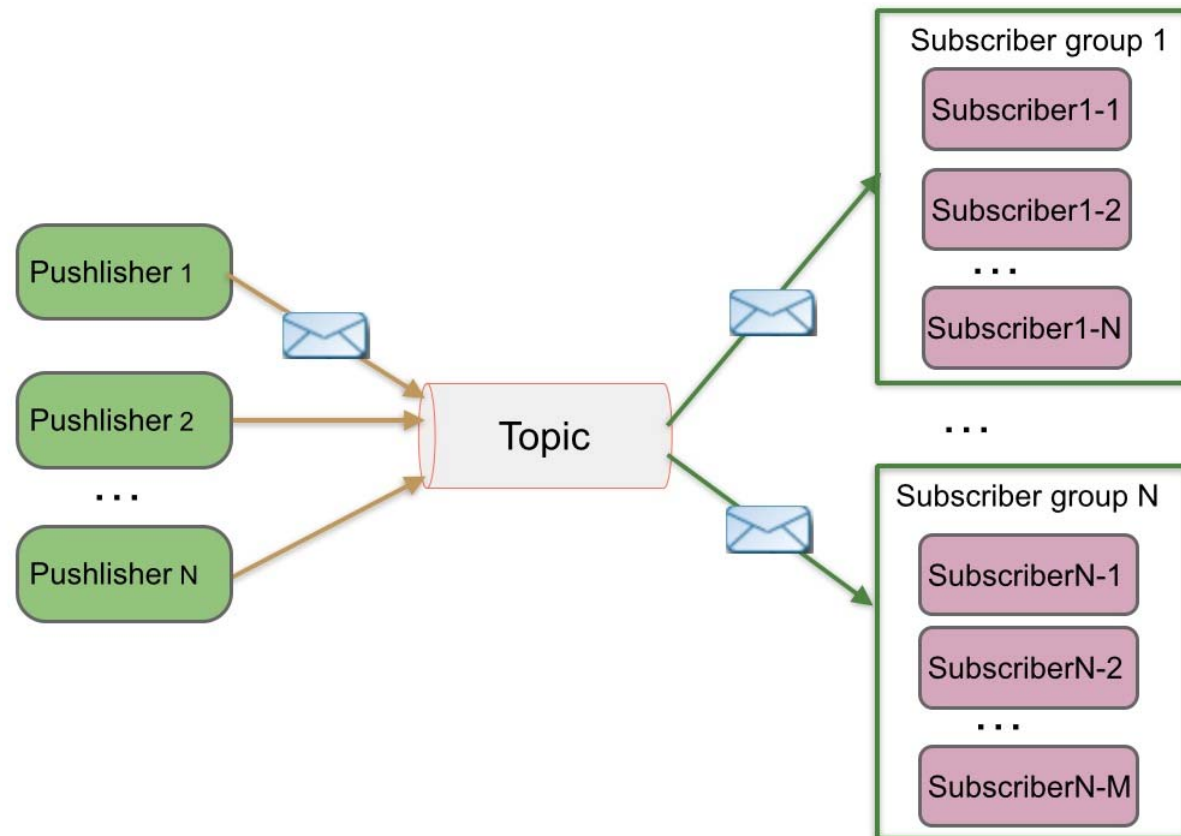 Pushlisher 1
Pushlisher 2
...
Pushlisher N
Topic
Subscriber group 1
Subscriber1-1
Subscriber1-2
...
Subscriber1-N
...
Subscriber group N
SubscriberN-1
SubscriberN-2
...
SubscriberN-M